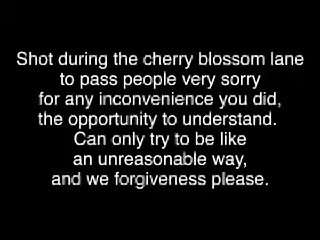 Shot during the cherry blossom lane
to pass people very sorry
for any inconvenience you did,
the opportunity to understand.
Can only try to be like
an unreasonable way,
and we forgiveness please.